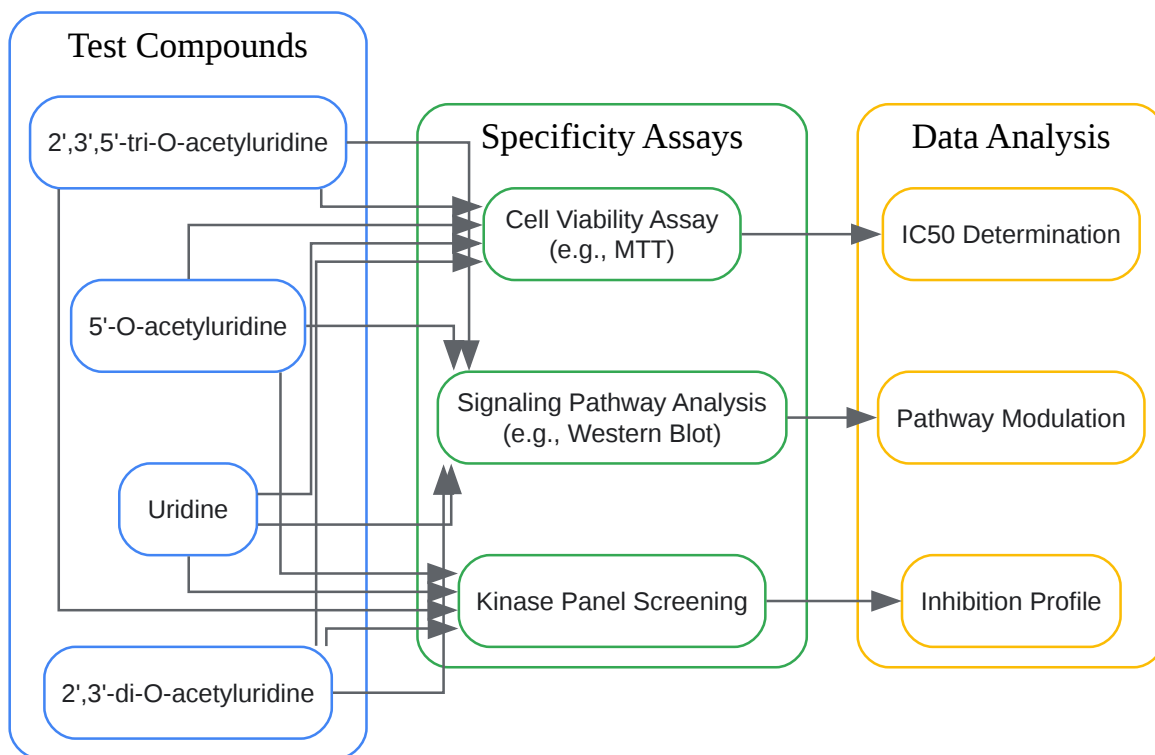 Test Compounds
2',3',5'-tri-O-acetyluridine
5'-O-acetyluridine
Uridine
2',3'-di-O-acetyluridine
Specificity Assays
Cell Viability Assay
(e.g., MTT)
Signaling Pathway Analysis
(e.g., Western Blot)
Kinase Panel Screening
Data Analysis
IC50 Determination
Pathway Modulation
Inhibition Profile